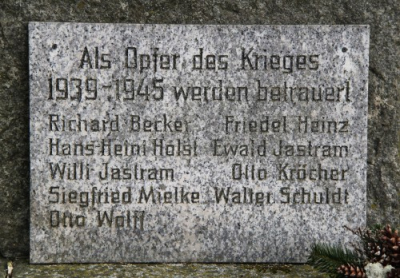 Als Opfer des Krieges
1939-1945 werden betrauert
Richard Becker Friedel Heinz
Hans-Heini Holst Ewald Jastram
Willi Jastram Otto Kröcher
Siegfried Mielke Walter Schuldt
Otto Wolff